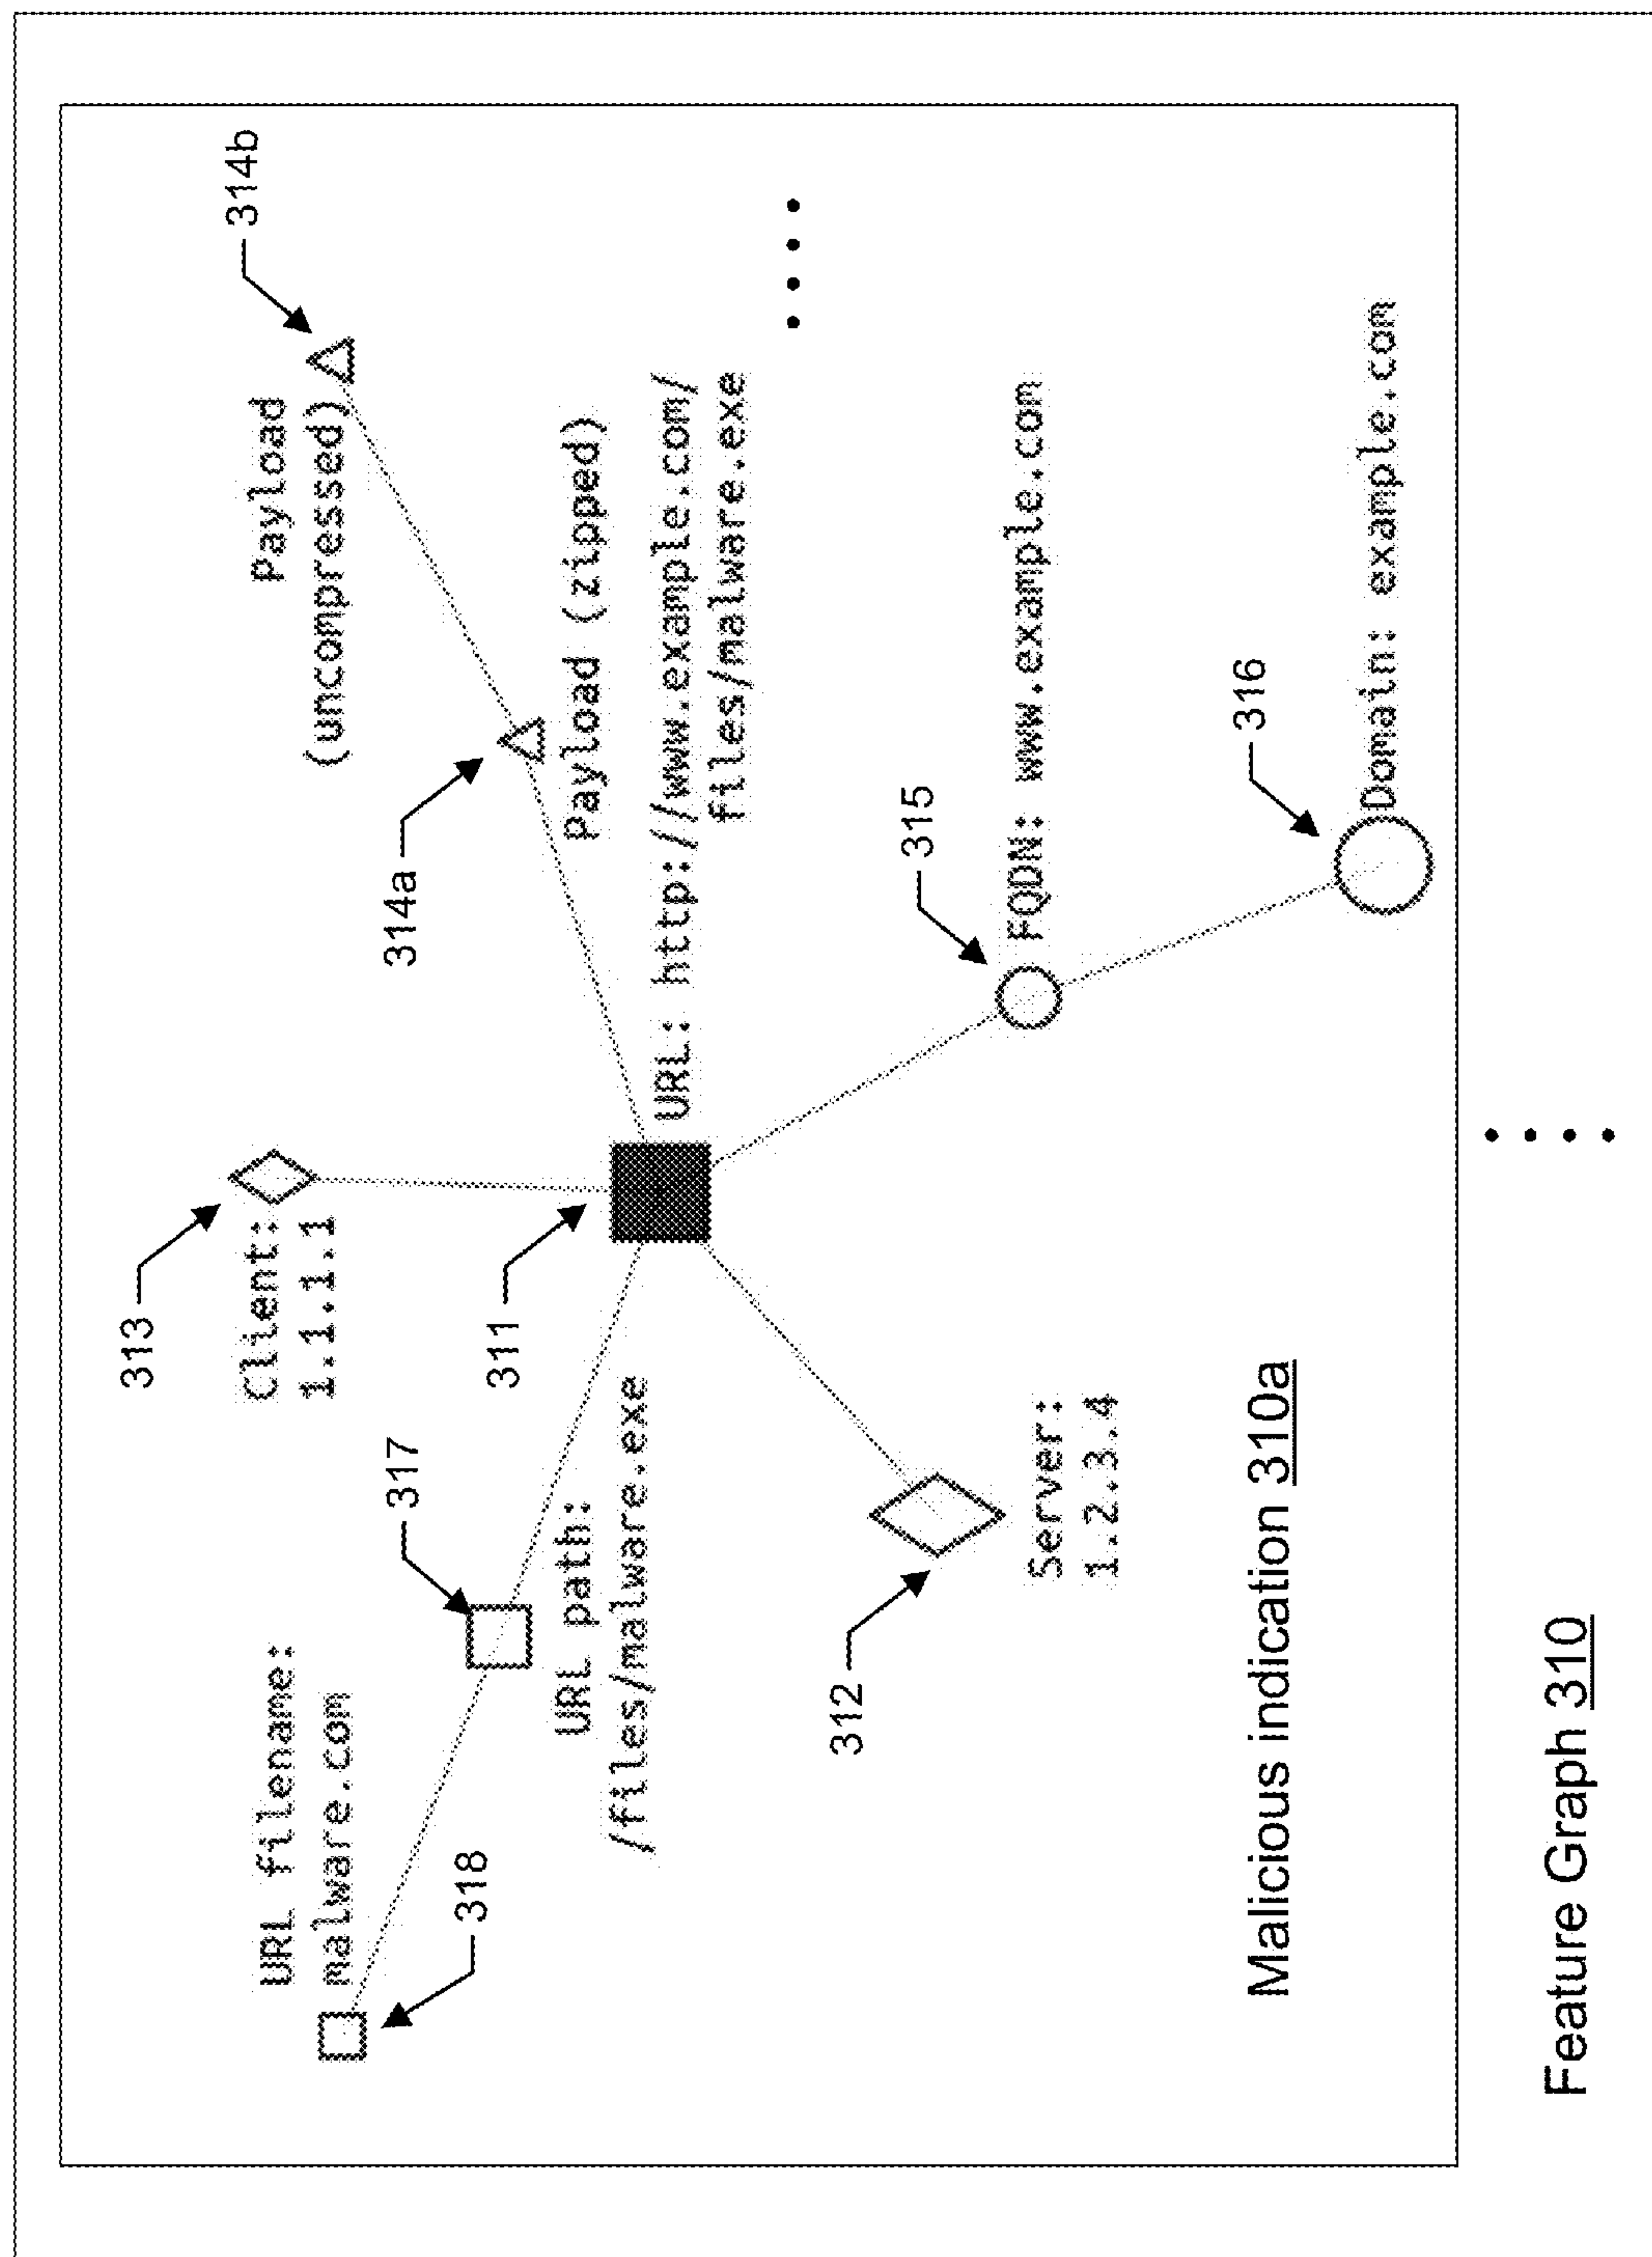 314b
Payload
(uncompressed)
313
Client:
1.1.1.1
URL filename:
malware.com
318
317
314a
Payload (zipped)
311
URL path:
/files/malware.exe
URL: http://www.example.com/
files/malware.exe
312
Server:
1.2.3.4
315
FQDN: www.example.com
316
Domain: example.com
Malicious indication 310a
Feature Graph 310